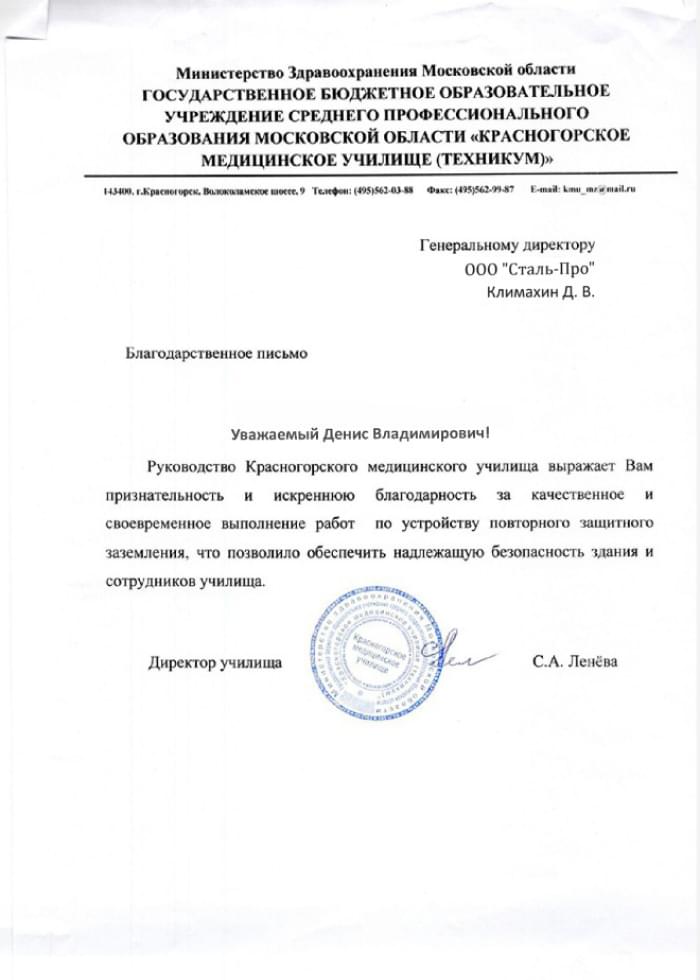 Министерство Здравоохранения Московской области
ГОСУДАРСТВЕННОЕ БЮДЖЕТНОЕ ОБРАЗОВАТЕЛЬНОЕ
УЧРЕЖДЕНИЕ СРЕДНЕГО ПРОФЕССИОНАЛЬНОГО
ОБРАЗОВАНИЯ МОСКОВСКОЙ ОБЛАСТИ «КРАСНОГОРСКОЕ
МЕДИЦИНСКОЕ УЧИЛИЩЕ (ТЕХНИКУМ)»
143400, г.Красногорск, Волоколамское шоссе, 9 Телефон: (495)562-03-88 Факс: (495)562-99-87 E-mail: kmu_mz@mail.ru
Генеральному директору
ООО "Сталь-Про"
Климахин Д. В.
Благодарственное письмо
Уважаемый Денис Владимирович!
Руководство Красногорского медицинского училища выражает Вам
признательность и искреннюю благодарность за качественное и
своевременное выполнение работ по устройству повторного защитного
заземления, что позволило обеспечить надлежащую безопасность здания и
сотрудников училища.
Министерство здравоохранения Московской области
Красногорское
медицинское
училище
Директор училища
С.А. Ленёва